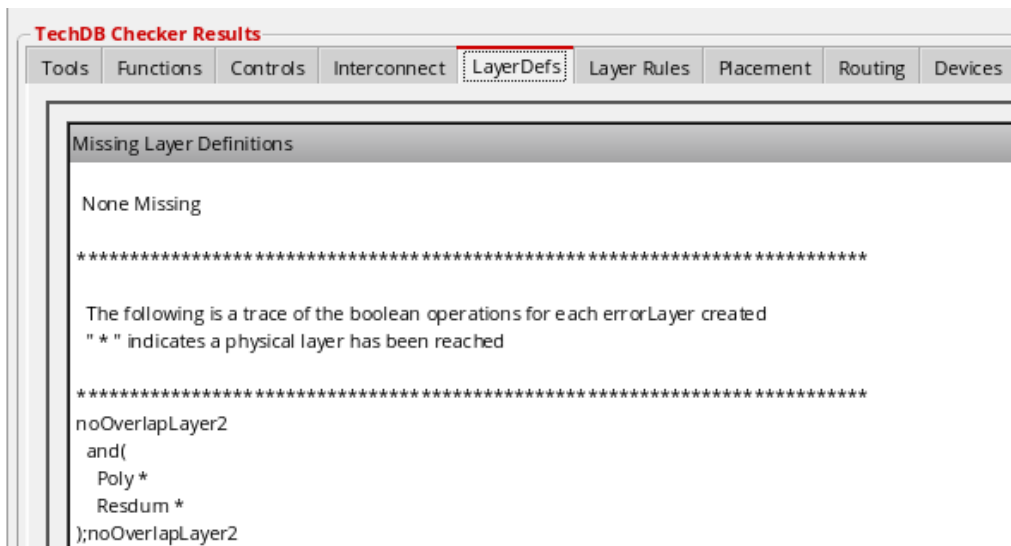 TechDB Checker Results
Tools Functions Controls Interconnect LayerDefs Layer Rules Placement Routing Devices
Missing Layer Definitions
None Missing
****************************************************************************
The following is a trace of the boolean operations for each errorLayer created
" * " indicates a physical layer has been reached
****************************************************************************
noOverlapLayer2
and(
Poly *
Resdum *
);noOverlapLayer2